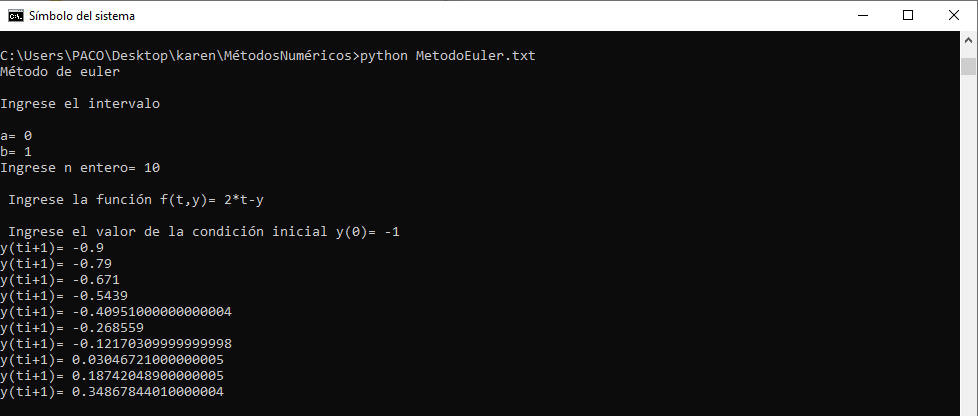 Símbolo del sistema
C:\Users\PACO\Desktop\karen\MétodosNuméricos>python MetodoEuler.txt
Método de euler
Ingrese el intervalo
a= 0
b= 1
Ingrese n entero= 10
Ingrese la función f(t,y)= 2*t-y
Ingrese el valor de la condición inicial y(0)= -1
y(ti+1)= -0.9
y(ti+1)= -0.79
y(ti+1)= -0.671
y(ti+1)= -0.5439
y(ti+1)= -0.40951000000000004
y(ti+1)= -0.268559
y(ti+1)= -0.12170309999999998
y(ti+1)= 0.03046721000000005
y(ti+1)= 0.18742048900000005
y(ti+1)= 0.34867844010000004